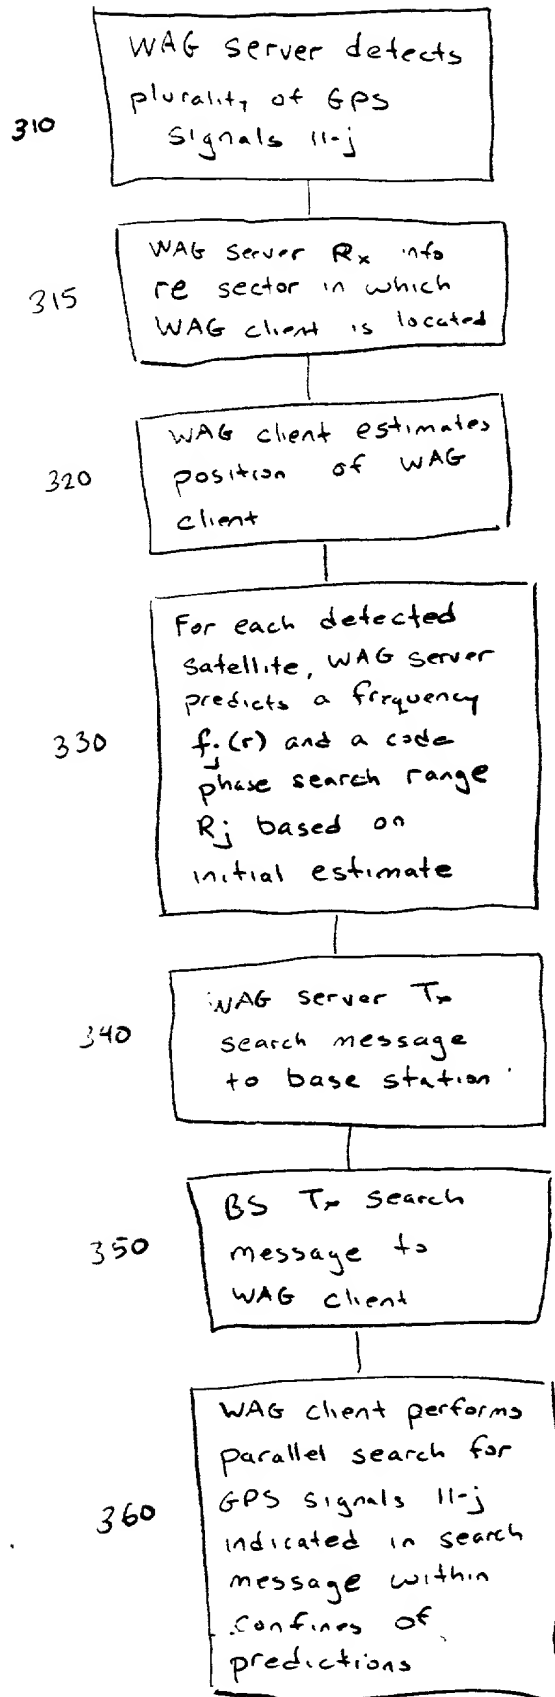 310
WAG server detects
plurality of GPS
signals 11-j
315
WAG server Rx info
re sector in which
WAG client is located
320
WAG client estimates
position of WAG
client
330
For each detected
satellite, WAG server
predicts a frequency
fj(r) and a code
phase search range
Rj based on
initial estimate
340
WAG server Tx
search message
to base station
350
BS Tx search
message to
WAG client
360
WAG client performs
parallel search for
GPS signals 11-j
indicated in search
message within
confines of
predictions